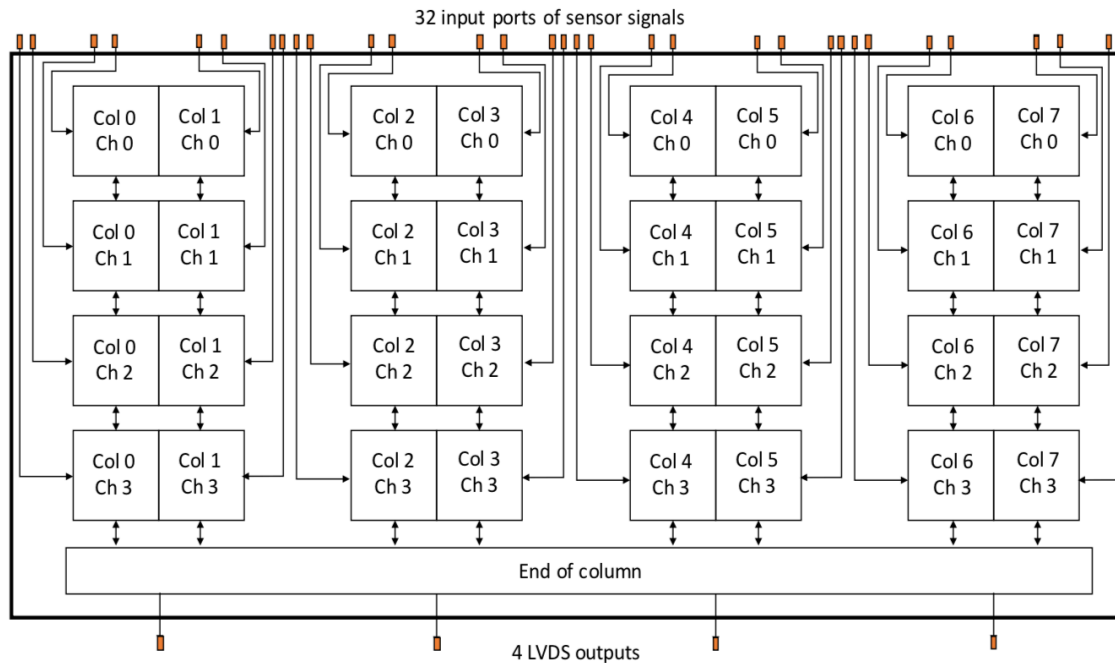 32 input ports of sensor signals
Col 0 Col 1 Col 2 Col 3 Col 4 Col 5 Col 6 Col 7
Ch 0 Ch 0 Ch 0 Ch 0 Ch 0 Ch 0 Ch 0 Ch 0
Col 0 Col 1 Col 2 Col 3 Col 4 Col 5 Col 6 Col 7
Ch 1 Ch 1 Ch 1 Ch 1 Ch 1 Ch 1 Ch 1 Ch 1
Col 0 Col 1 Col 2 Col 3 Col 4 Col 5 Col 6 Col 7
Ch 2 Ch 2 Ch 2 Ch 2 Ch 2 Ch 2 Ch 2 Ch 2
Col 0 Col 1 Col 2 Col 3 Col 4 Col 5 Col 6 Col 7
Ch 3 Ch 3 Ch 3 Ch 3 Ch 3 Ch 3 Ch 3 Ch 3
End of column
4 LVDS outputs